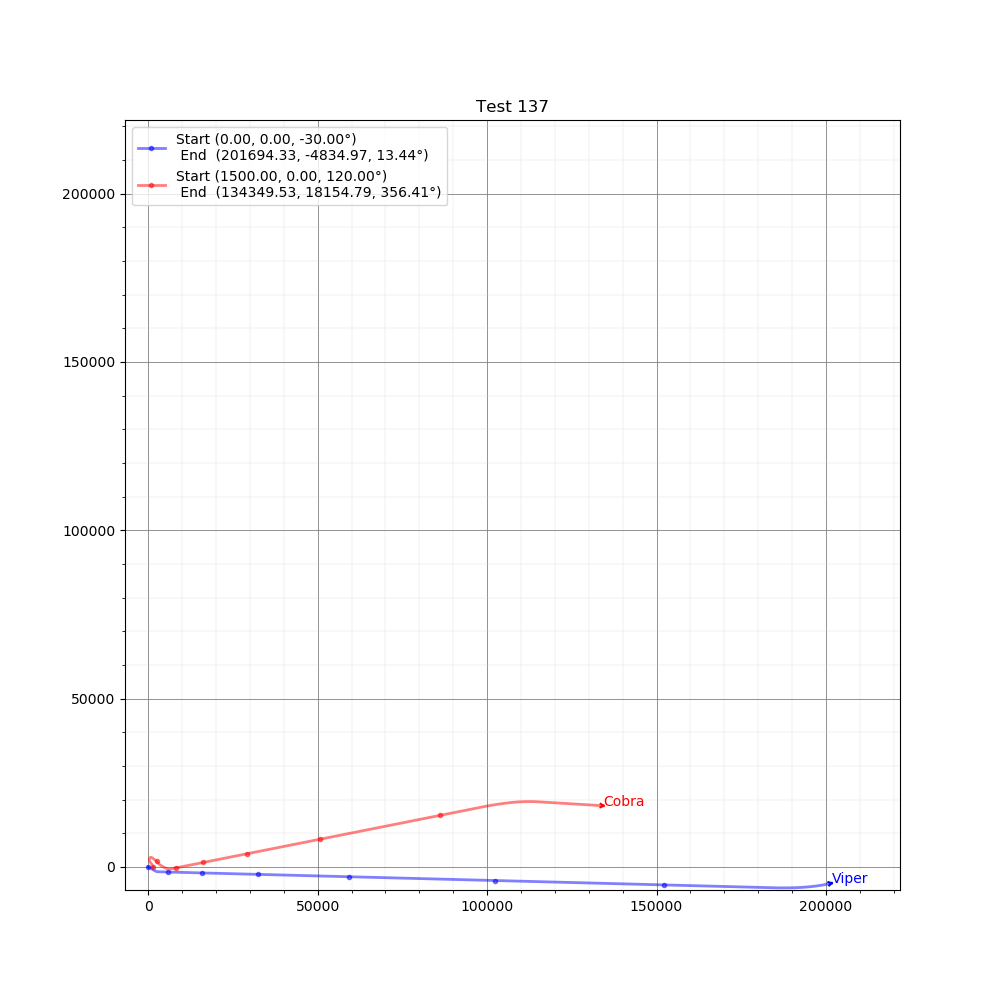 Test 137
Start (0.00, 0.00, -30.00°)
End (201694.33, -4834.97, 13.44°)
Start (1500.00, 0.00, 120.00°)
End (134349.53, 18154.79, 356.41°)
200000
150000
100000
50000
0
Cobra
Viper
0
50000
100000
150000
200000